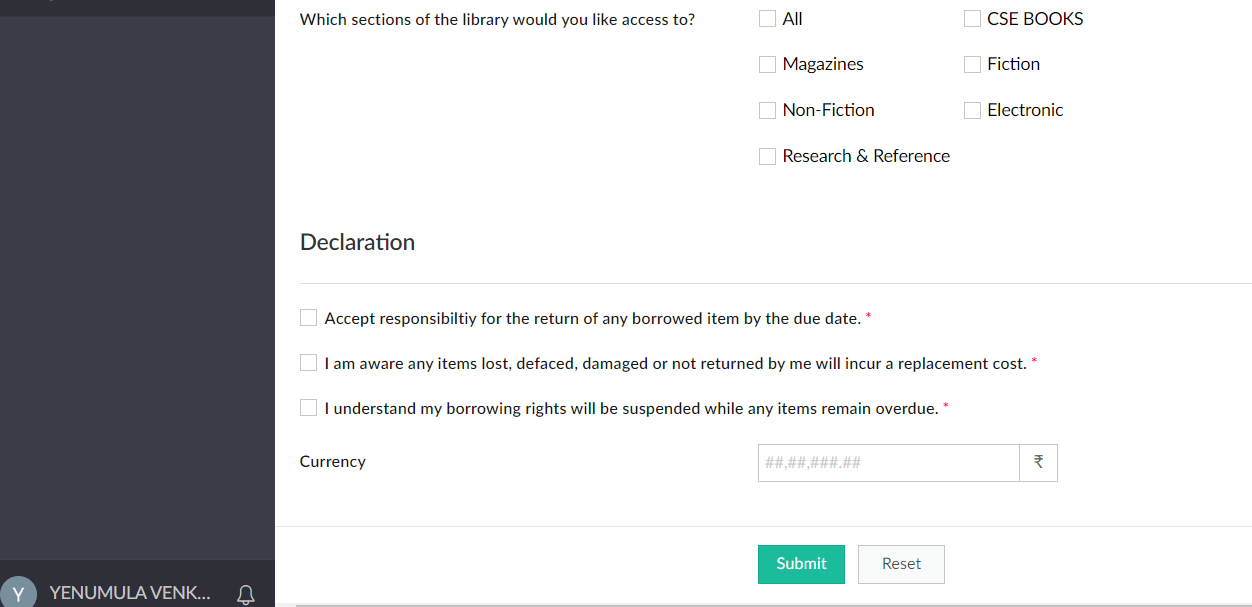 Which sections of the library would you like access to?
All
CSE BOOKS
Magazines
Fiction
Non-Fiction
Electronic
Research & Reference
Declaration
Accept responsibiltiy for the return of any borrowed item by the due date. *
I am aware any items lost, defaced, damaged or not returned by me will incur a replacement cost. *
I understand my borrowing rights will be suspended while any items remain overdue. *
Currency
##,##,###.##
₹
Submit
Reset
Y
YENUMULA VENK...